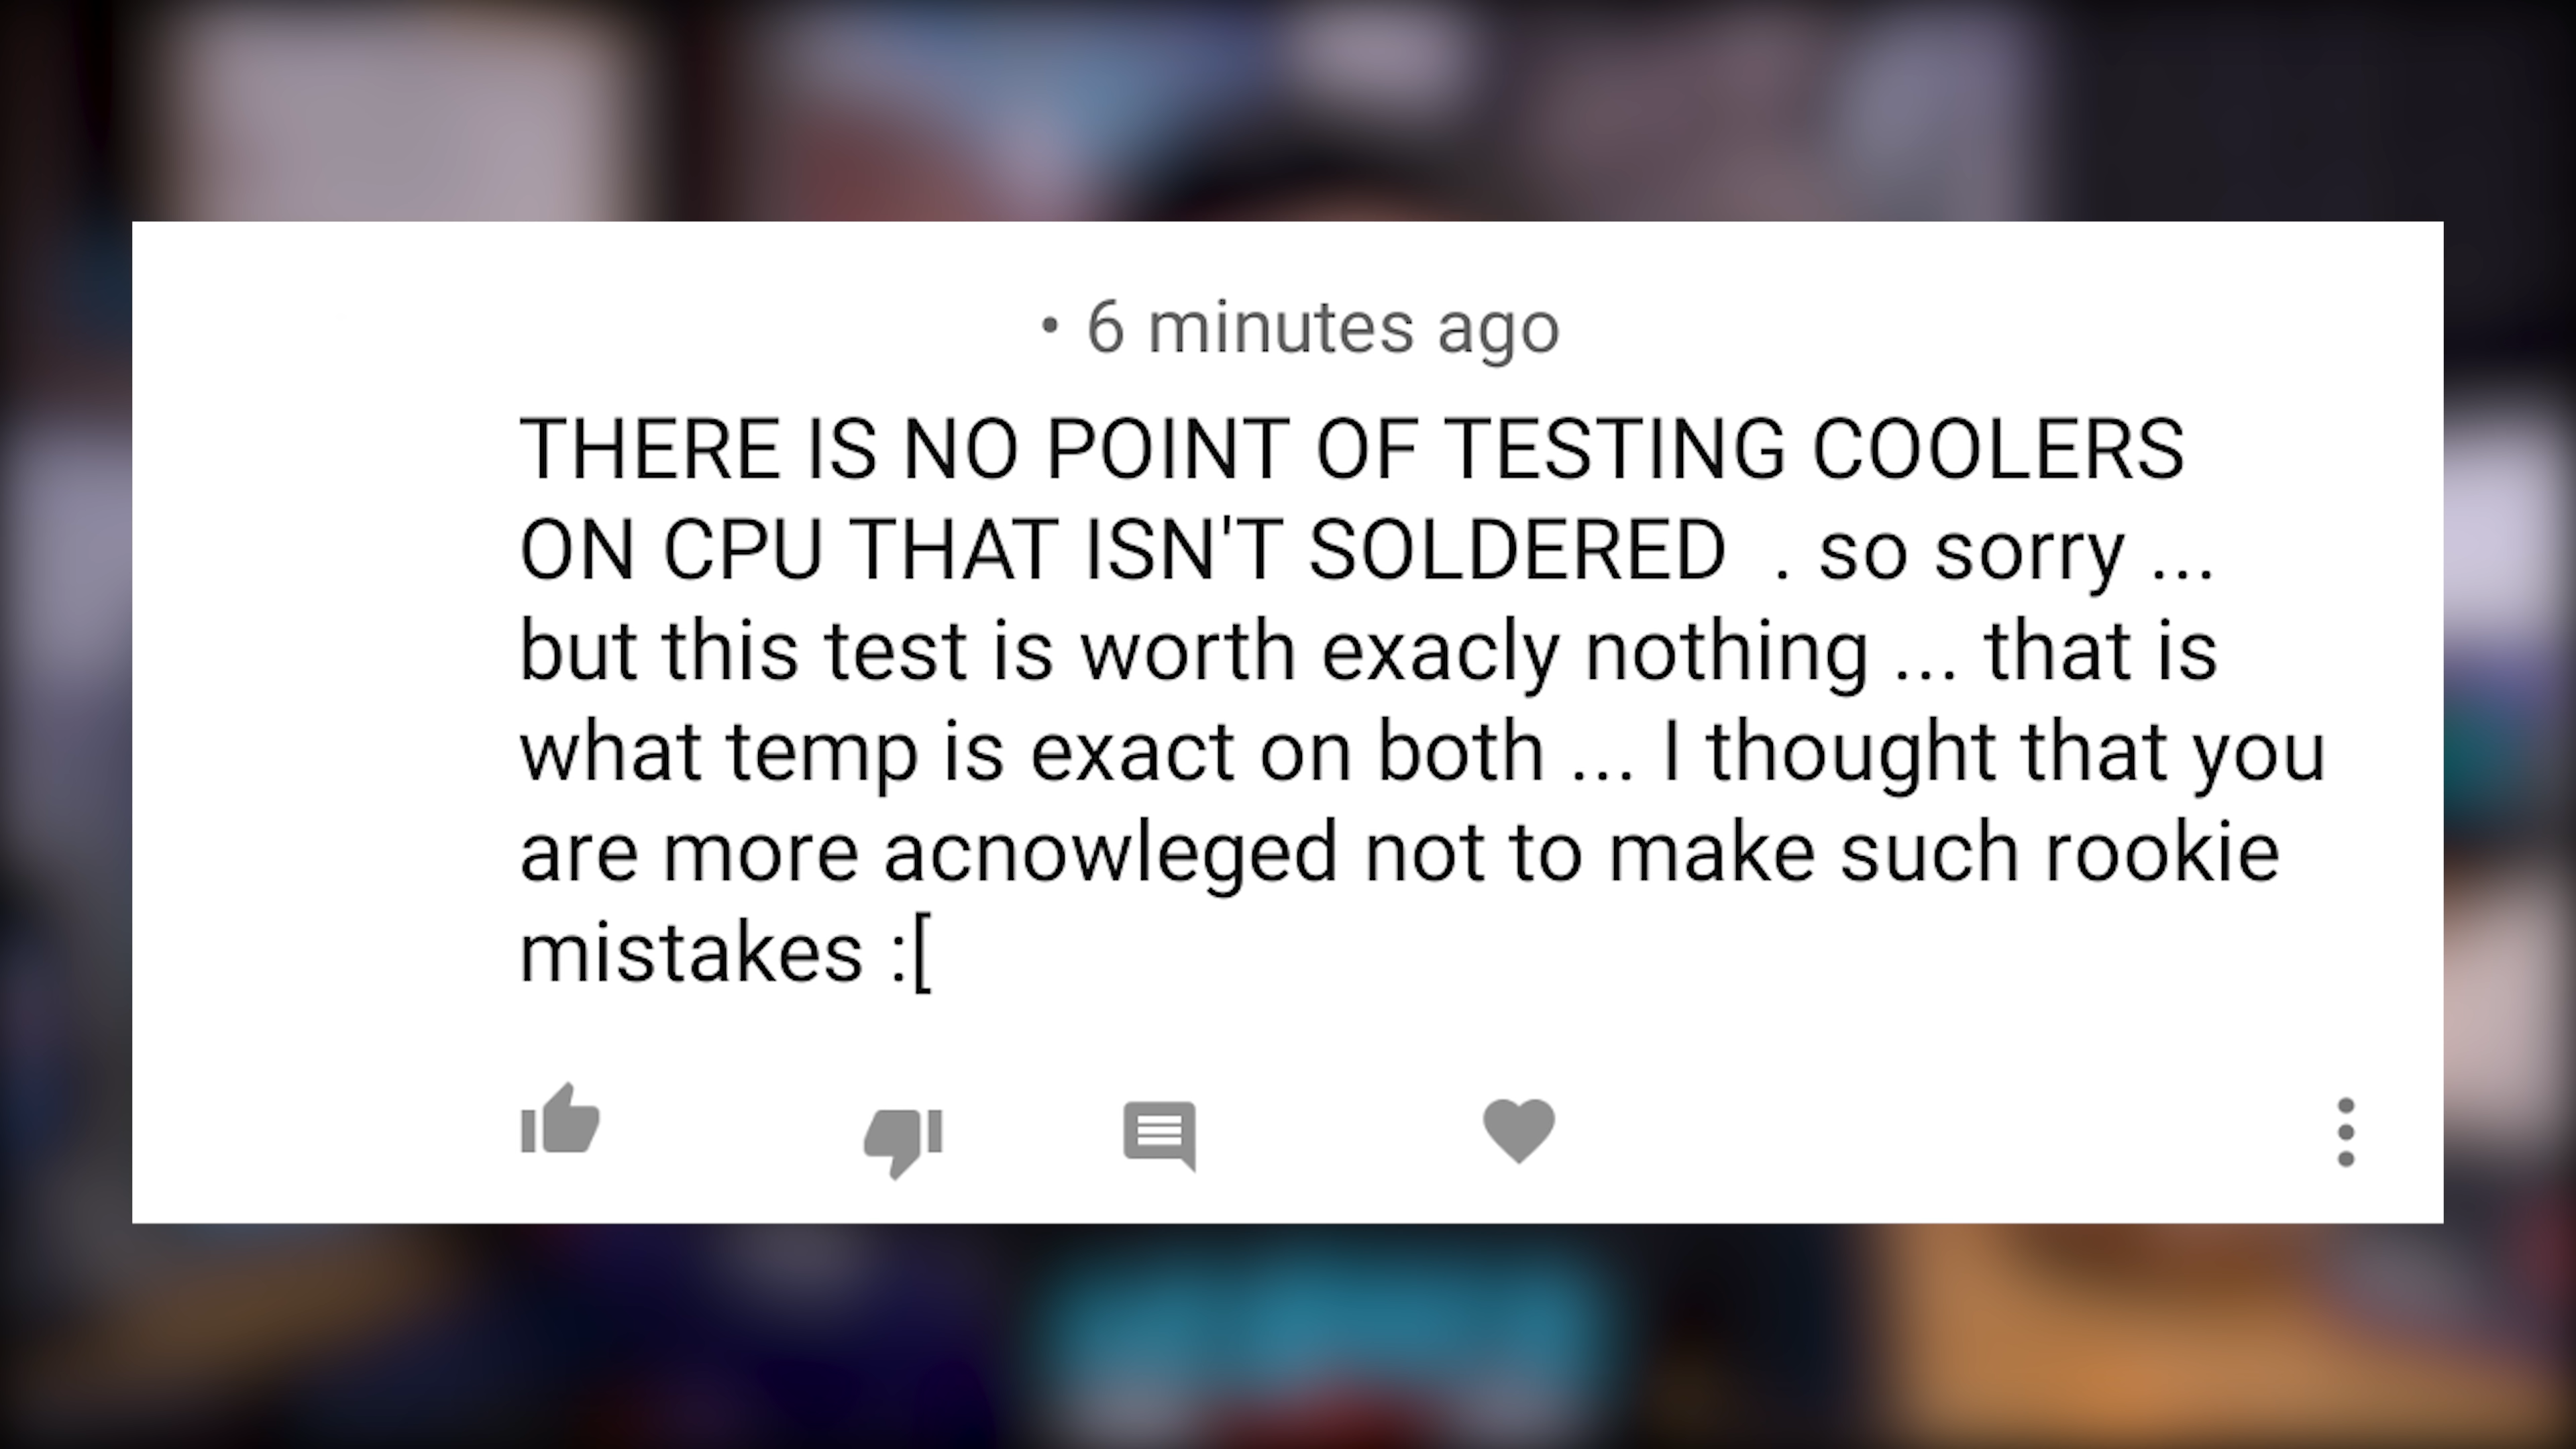 • 6 minutes ago
THERE IS NO POINT OF TESTING COOLERS
ON CPU THAT ISN'T SOLDERED  . so sorry ...
but this test is worth exacly nothing ... that is
what temp is exact on both ... I thought that you
are more acnowleged not to make such rookie
mistakes :[